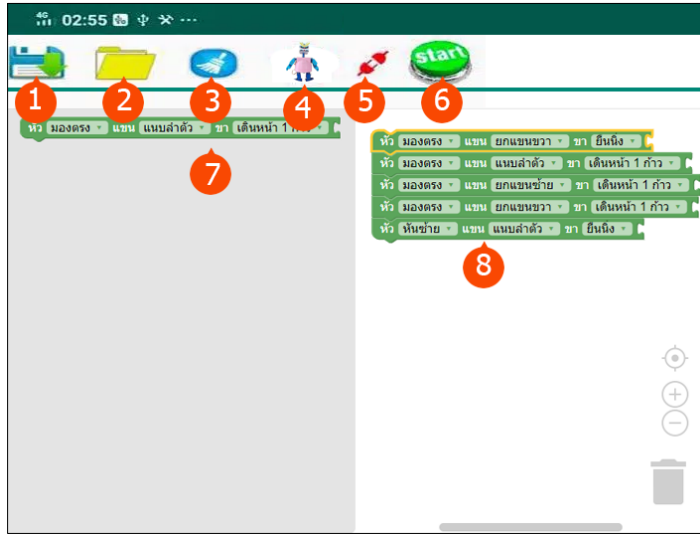 4G 02:55
start
1 2 3 4 5 6
หัว มองตรง แขน แนบลำตัว ขา เดินหน้า 1 ก้าว
7
หัว มองตรง แขน ยกแขนขวา ขา ยืนนิ่ง
หัว มองตรง แขน แนบลำตัว ขา เดินหน้า 1 ก้าว
หัว มองตรง แขน ยกแขนซ้าย ขา เดินหน้า 1 ก้าว
หัว มองตรง แขน ยกแขนขวา ขา เดินหน้า 1 ก้าว
หัว หันซ้าย แขน แนบลำตัว ขา ยืนนิ่ง
8